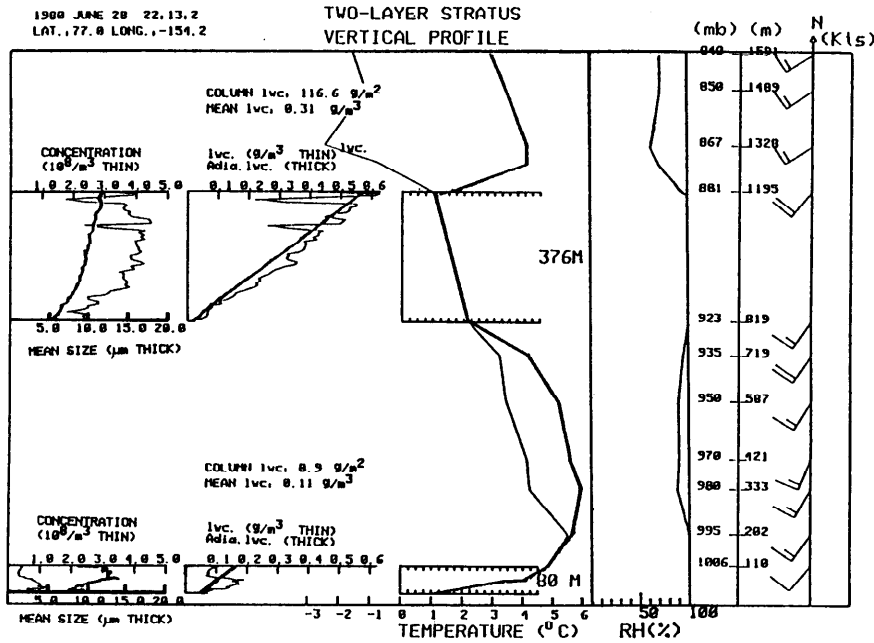 1980 JUNE 28 22.13.2
LAT.,77.0 LONG.,-154.2
TWO-LAYER STRATUS
VERTICAL PROFILE
(mb) (m)
N
(Kts)
840 1591
850 1489
867 1328
881 1195
923 819
935 719
950 587
970 421
980 333
995 202
1006 110
COLUMN lwc, 116.6 g/m²
MEAN lwc, 0.31 g/m³
CONCENTRATION
(10⁸/m³ THIN)
1.0 2.0 3.0 4.0 5.0
lwc. (g/m³ THIN) lwc.
Adia.lwc. (THICK)
0.1 0.2 0.3 0.4 0.5 0.6
376M
5.0 10.0 15.0 20.0
MEAN SIZE (μm THICK)
COLUMN lwc, 8.9 g/m²
MEAN lwc, 0.11 g/m³
CONCENTRATION
(10⁸/m³ THIN)
1.0 2.0 3.0 4.0 5.0
lwc. (g/m³ THIN)
Adia.lwc. (THICK)
0.1 0.2 0.3 0.4 0.5 0.6
80 M
5.0 10.0 15.0 20.0
MEAN SIZE (μm THICK)
-3 -2 -1 0 1 2 3 4 5 6
TEMPERATURE (°C)
50 100
RH(%)